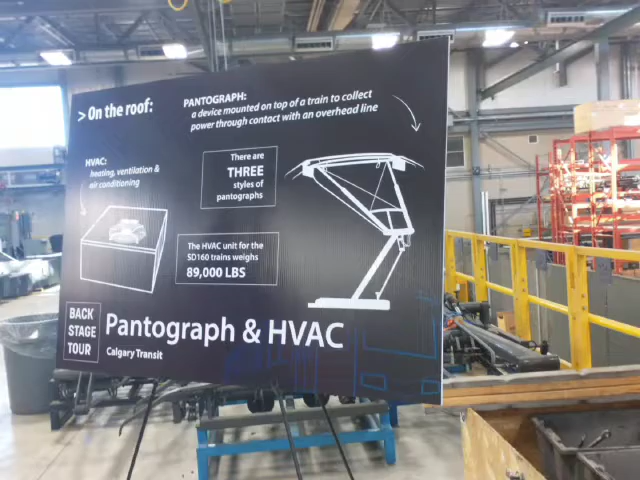 > On the roof:
PANTOGRAPH:
a device mounted on top of a train to collect
power through contact with an overhead line
HVAC:
heating, ventilation &
air conditioning
There are
THREE
styles of
pantographs
The HVAC unit for the
SD160 trains weighs
89,000 LBS
BACK
STAGE
TOUR
Pantograph & HVAC
Calgary Transit